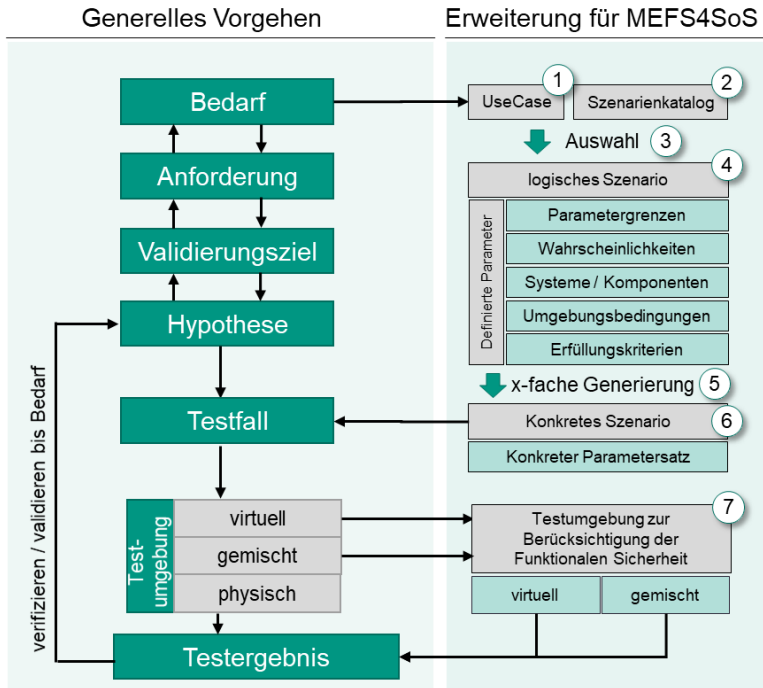 Generelles Vorgehen
Erweiterung für MEFS4SoS
Bedarf
Anforderung
Validierungsziel
Hypothese
Testfall
Test-
umgebung
virtuell
gemischt
physisch
Testergebnis
verifizieren / validieren bis Bedarf
1
UseCase
2
Szenarienkatalog
Auswahl
3
4
logisches Szenario
Definierte Parameter
Parametergrenzen
Wahrscheinlichkeiten
Systeme / Komponenten
Umgebungsbedingungen
Erfüllungskriterien
x-fache Generierung
5
6
Konkretes Szenario
Konkreter Parametersatz
7
Testumgebung zur
Berücksichtigung der
Funktionalen Sicherheit
virtuell
gemischt